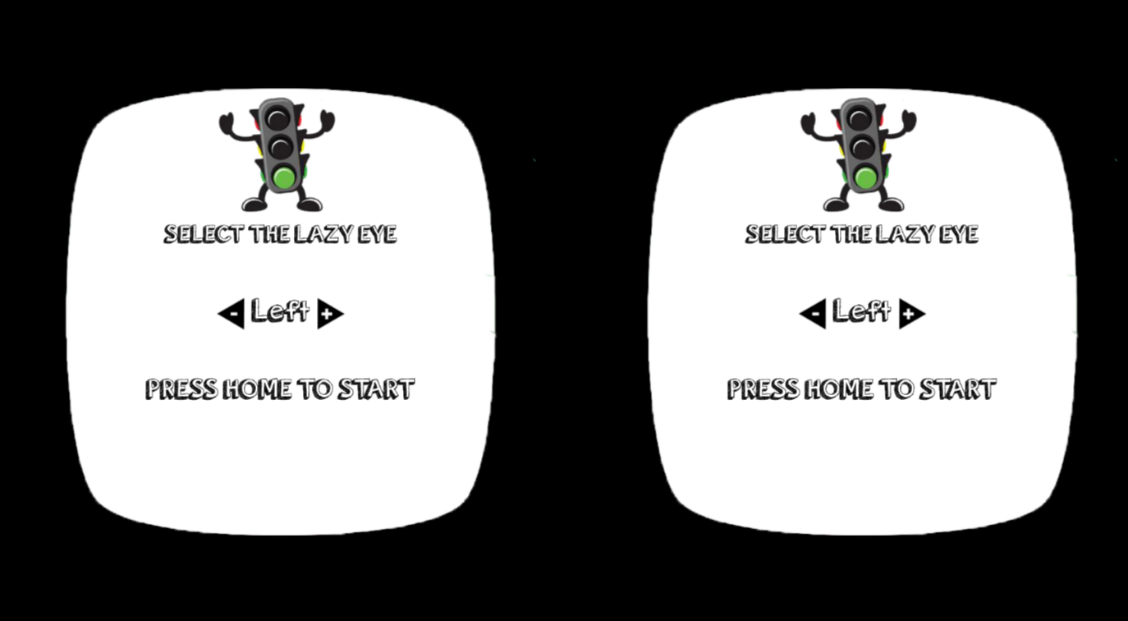 SELECT THE LAZY EYE
- Left +
PRESS HOME TO START
SELECT THE LAZY EYE
- Left +
PRESS HOME TO START